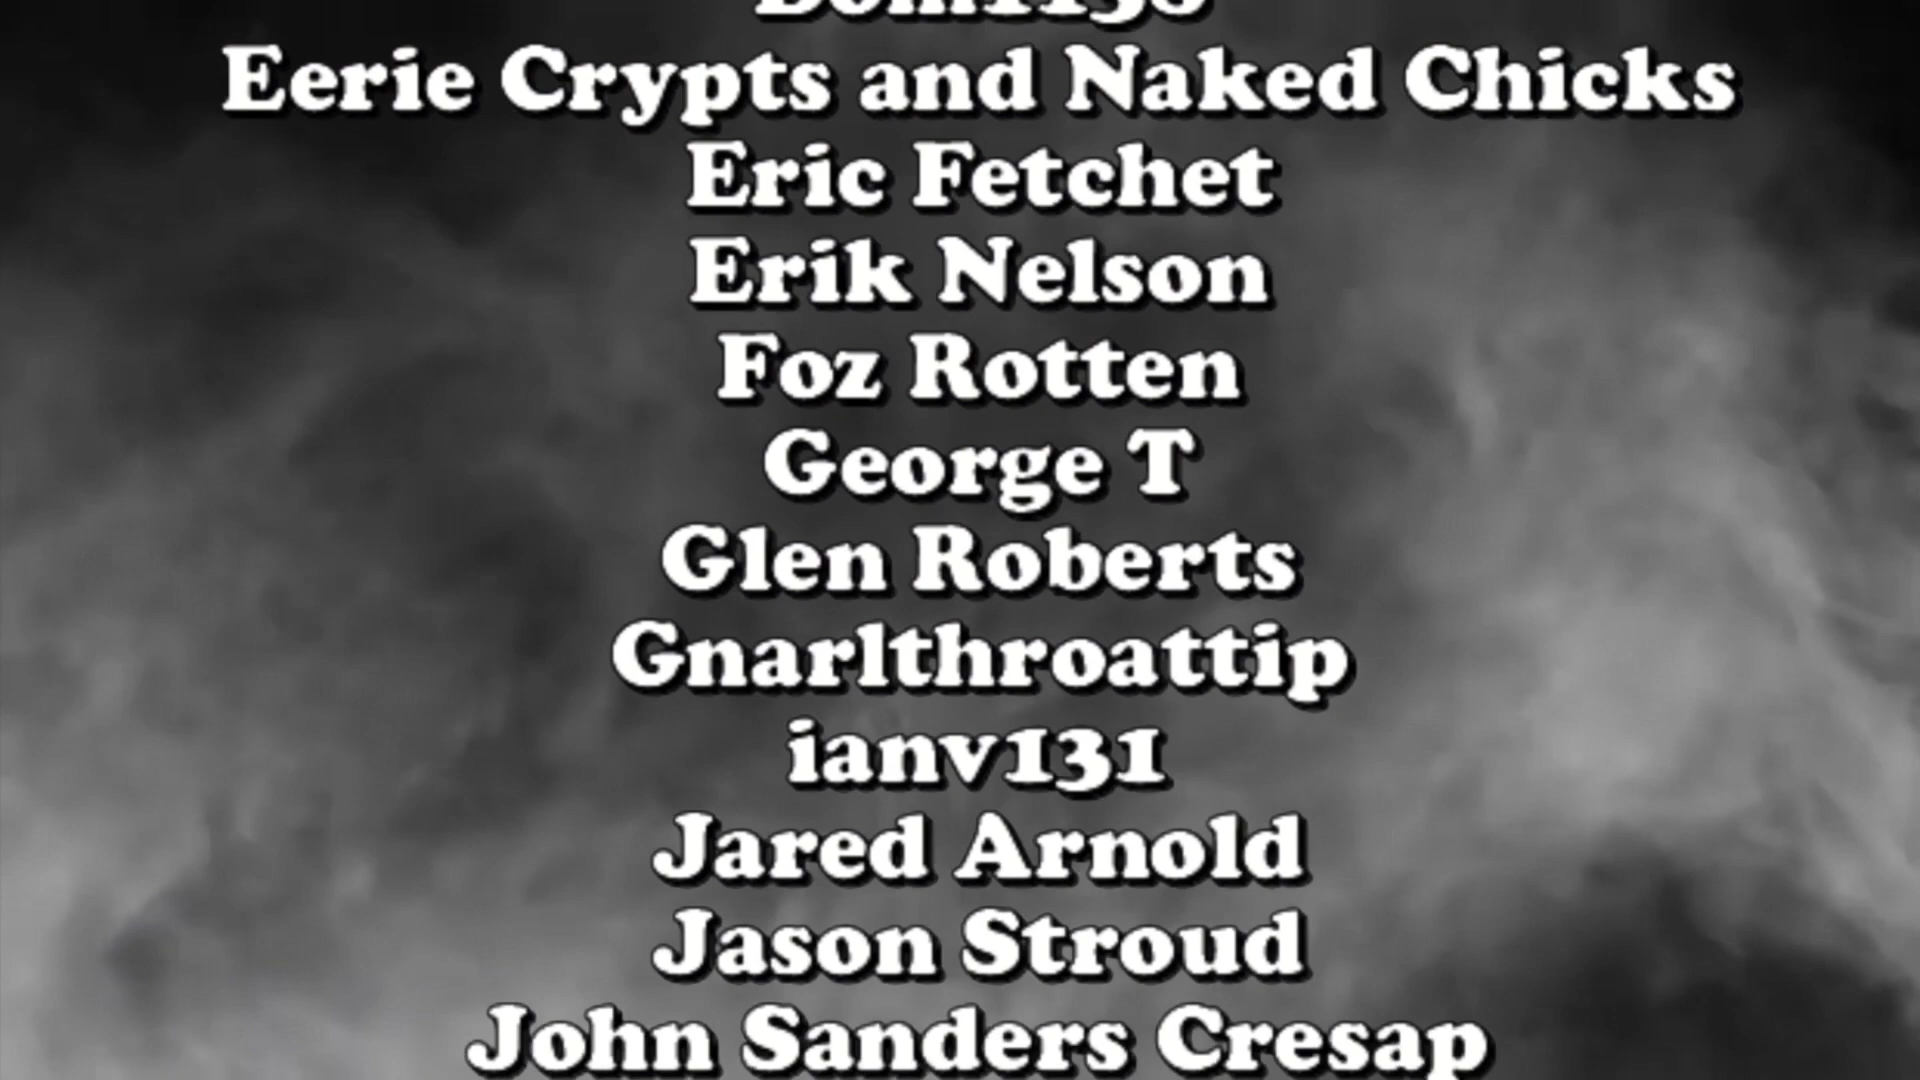 Eerie Crypts and Naked Chicks
Eric Fetchet
Erik Nelson
Foz Rotten
George T
Glen Roberts
Gnarlthroattip
ianv131
Jared Arnold
Jason Stroud
John Sanders Cresap